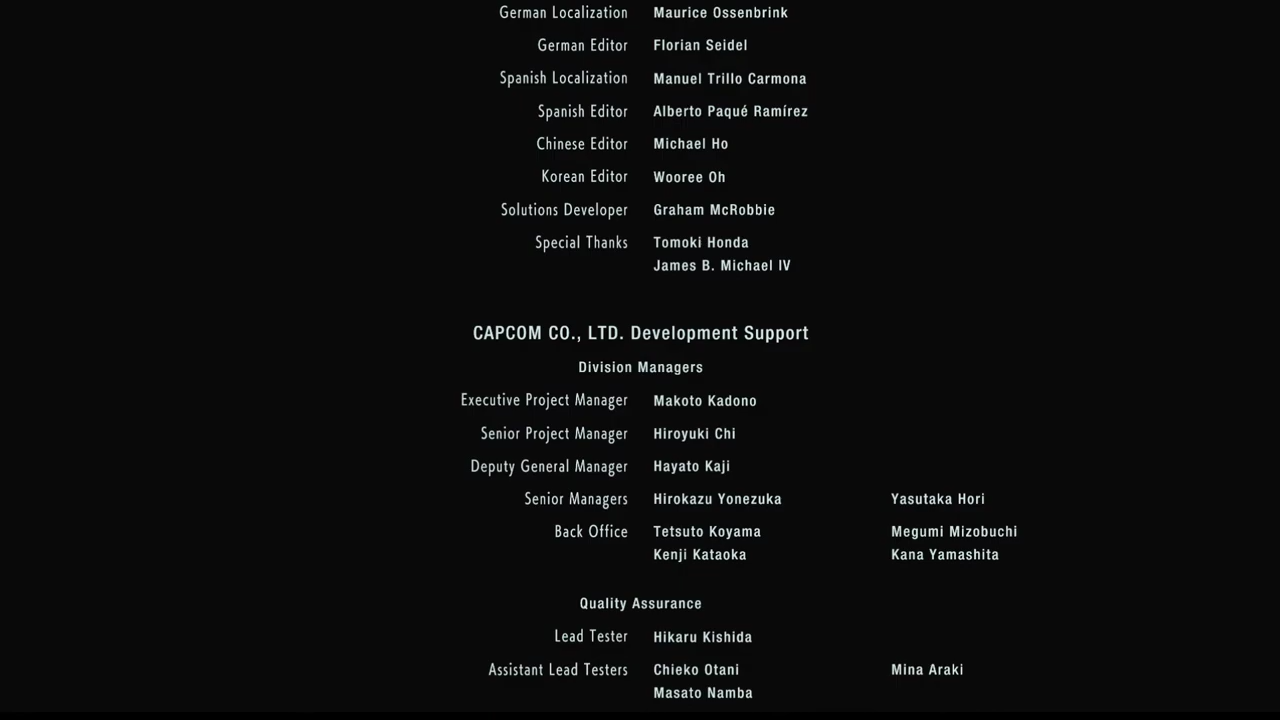 German Localization Maurice Ossenbrink
German Editor Florian Seidel
Spanish Localization Manuel Trillo Carmona
Spanish Editor Alberto Paqué Ramírez
Chinese Editor Michael Ho
Korean Editor Wooree Oh
Solutions Developer Graham McRobbie
Special Thanks Tomoki Honda
James B. Michael IV
CAPCOM CO., LTD. Development Support
Division Managers
Executive Project Manager Makoto Kadono
Senior Project Manager Hiroyuki Chi
Deputy General Manager Hayato Kaji
Senior Managers Hirokazu Yonezuka Yasutaka Hori
Back Office Tetsuto Koyama Megumi Mizobuchi
Kenji Kataoka Kana Yamashita
Quality Assurance
Lead Tester Hikaru Kishida
Assistant Lead Testers Chieko Otani Mina Araki
Masato Namba